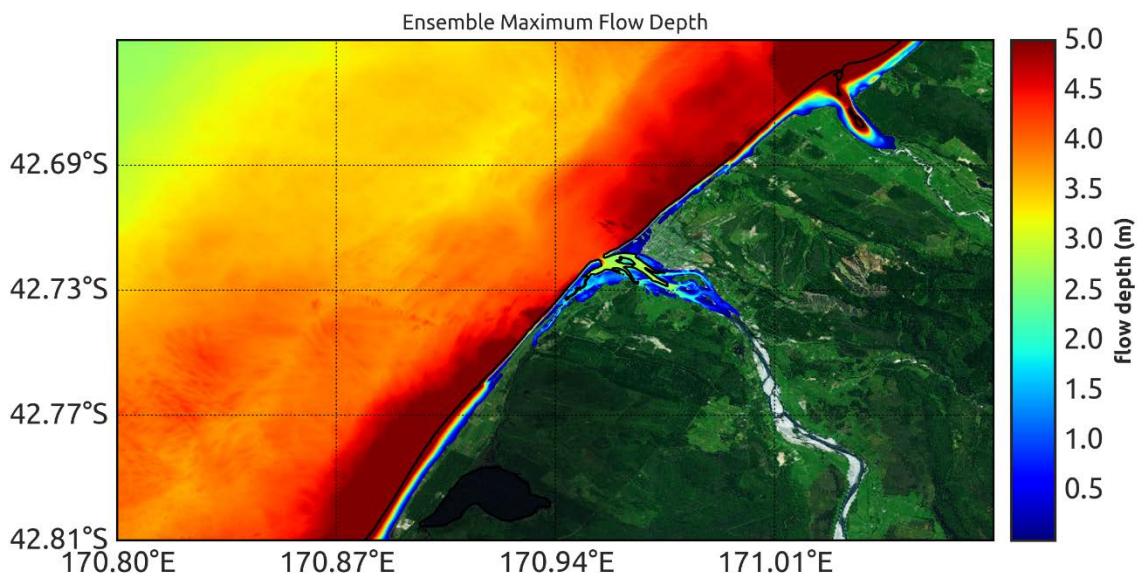 Ensemble Maximum Flow Depth
42.69°S
42.73°S
42.77°S
42.81°S
170.80°E
170.87°E
170.94°E
171.01°E
5.0
4.5
4.0
3.5
3.0
2.5
2.0
1.5
1.0
0.5
flow depth (m)